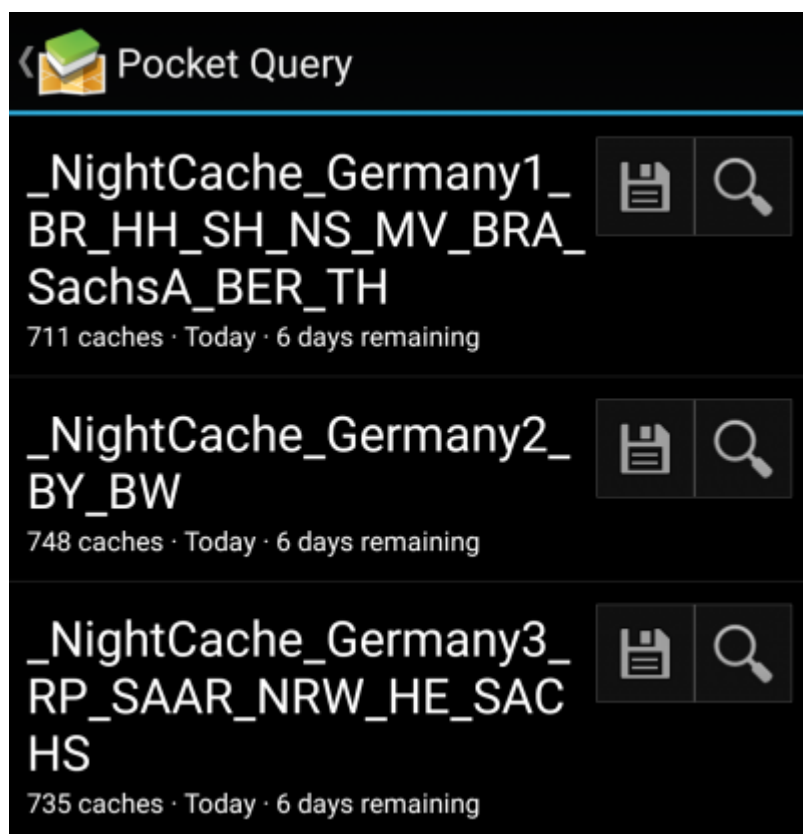 Pocket Query
_NightCache_Germany1_
BR_HH_SH_NS_MV_BRA_
SachsA_BER_TH
711 caches · Today · 6 days remaining
_NightCache_Germany2_
BY_BW
748 caches · Today · 6 days remaining
_NightCache_Germany3_
RP_SAAR_NRW_HE_SAC
HS
735 caches · Today · 6 days remaining